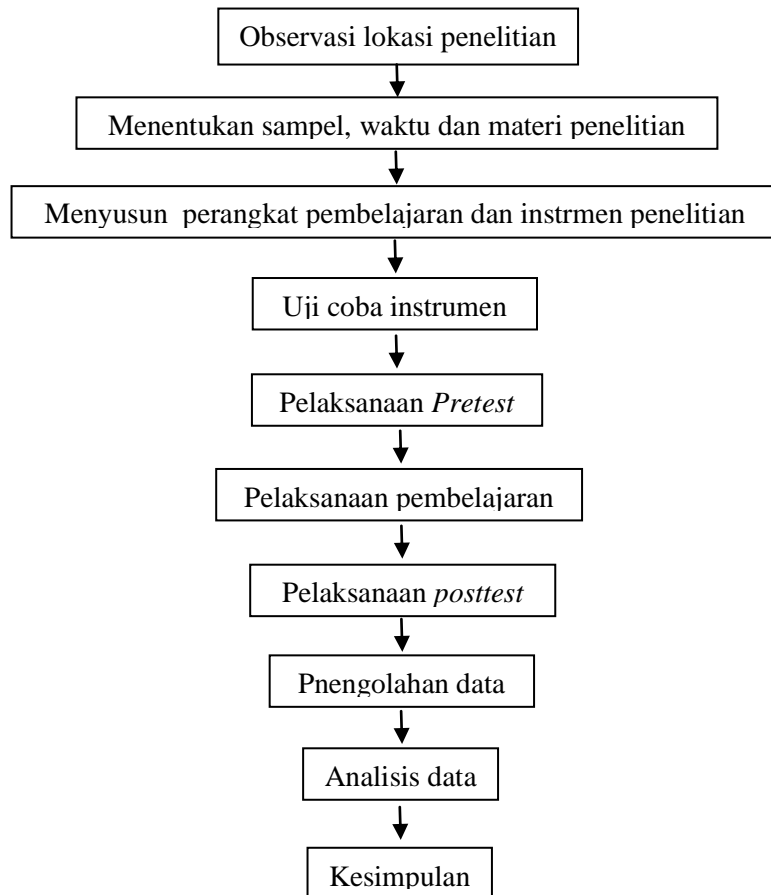 Observasi lokasi penelitian
Menentukan sampel, waktu dan materi penelitian
Menyusun perangkat pembelajaran dan instrmen penelitian
Uji coba instrumen
Pelaksanaan Pretest
Pelaksanaan pembelajaran
Pelaksanaan posttest
Pnengolahan data
Analisis data
Kesimpulan